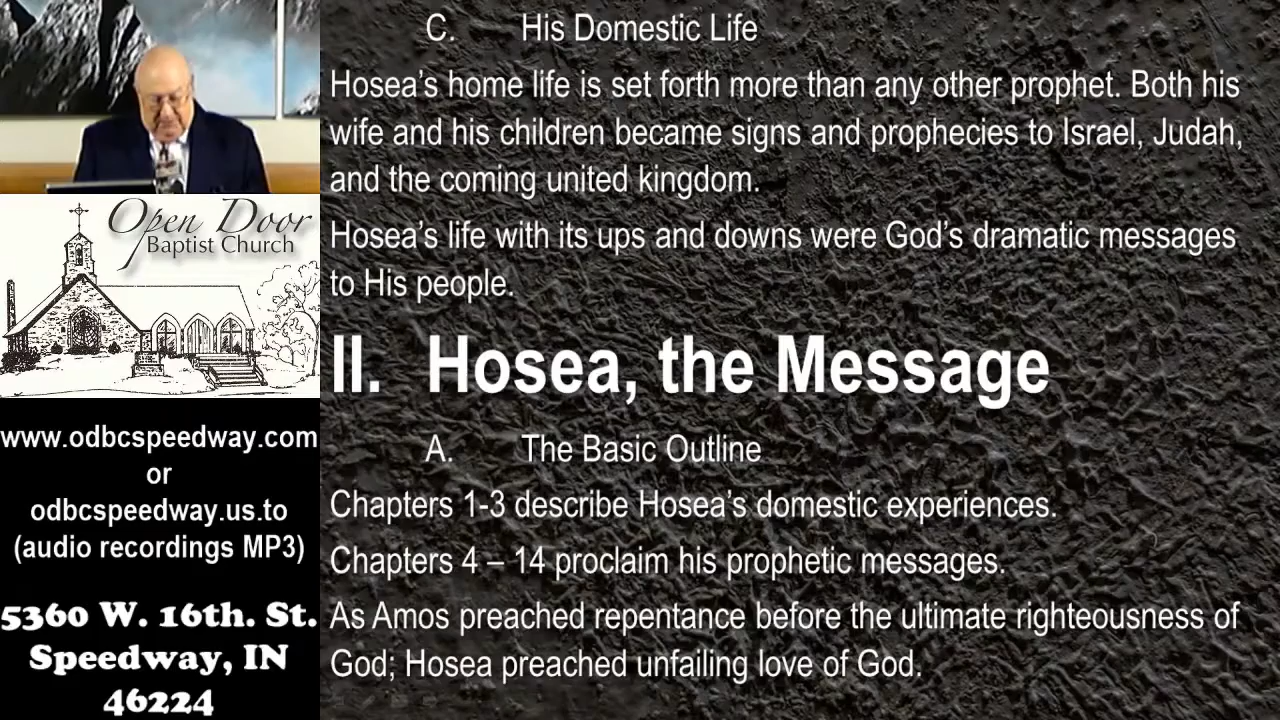 Open Door
Baptist Church
www.odbcspeedway.com
or
odbcspeedway.us.to
(audio recordings MP3)
5360 W. 16th. St.
Speedway, IN
46224
C. His Domestic Life
Hosea’s home life is set forth more than any other prophet. Both his
wife and his children became signs and prophecies to Israel, Judah,
and the coming united kingdom.
Hosea’s life with its ups and downs were God’s dramatic messages
to His people.
II. Hosea, the Message
A. The Basic Outline
Chapters 1-3 describe Hosea’s domestic experiences.
Chapters 4 – 14 proclaim his prophetic messages.
As Amos preached repentance before the ultimate righteousness of
God; Hosea preached unfailing love of God.